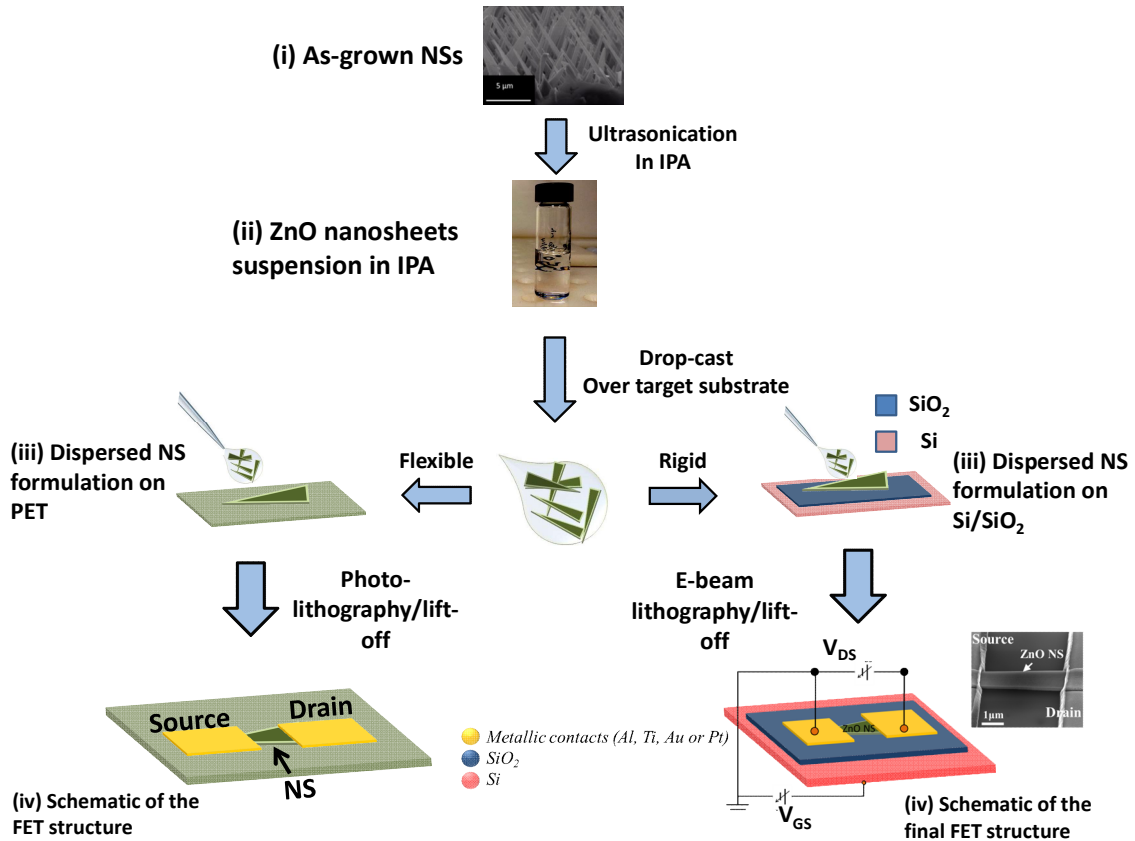 (i) As-grown NSs
5 µm
Ultrasonication
In IPA
(ii) ZnO nanosheets
suspension in IPA
Drop-cast
Over target substrate
SiO2
Si
(iii) Dispersed NS
formulation on
PET
Flexible
Rigid
(iii) Dispersed NS
formulation on
Si/SiO2
Photo-
lithography/lift-
off
E-beam
lithography/lift-
off
Source
Drain
NS
Metallic contacts (Al, Ti, Au or Pt)
SiO2
Si
VDS
ZnO NS
VGS
Source
ZnO NS
1µm
Drain
(iv) Schematic of the
FET structure
(iv) Schematic of the
final FET structure